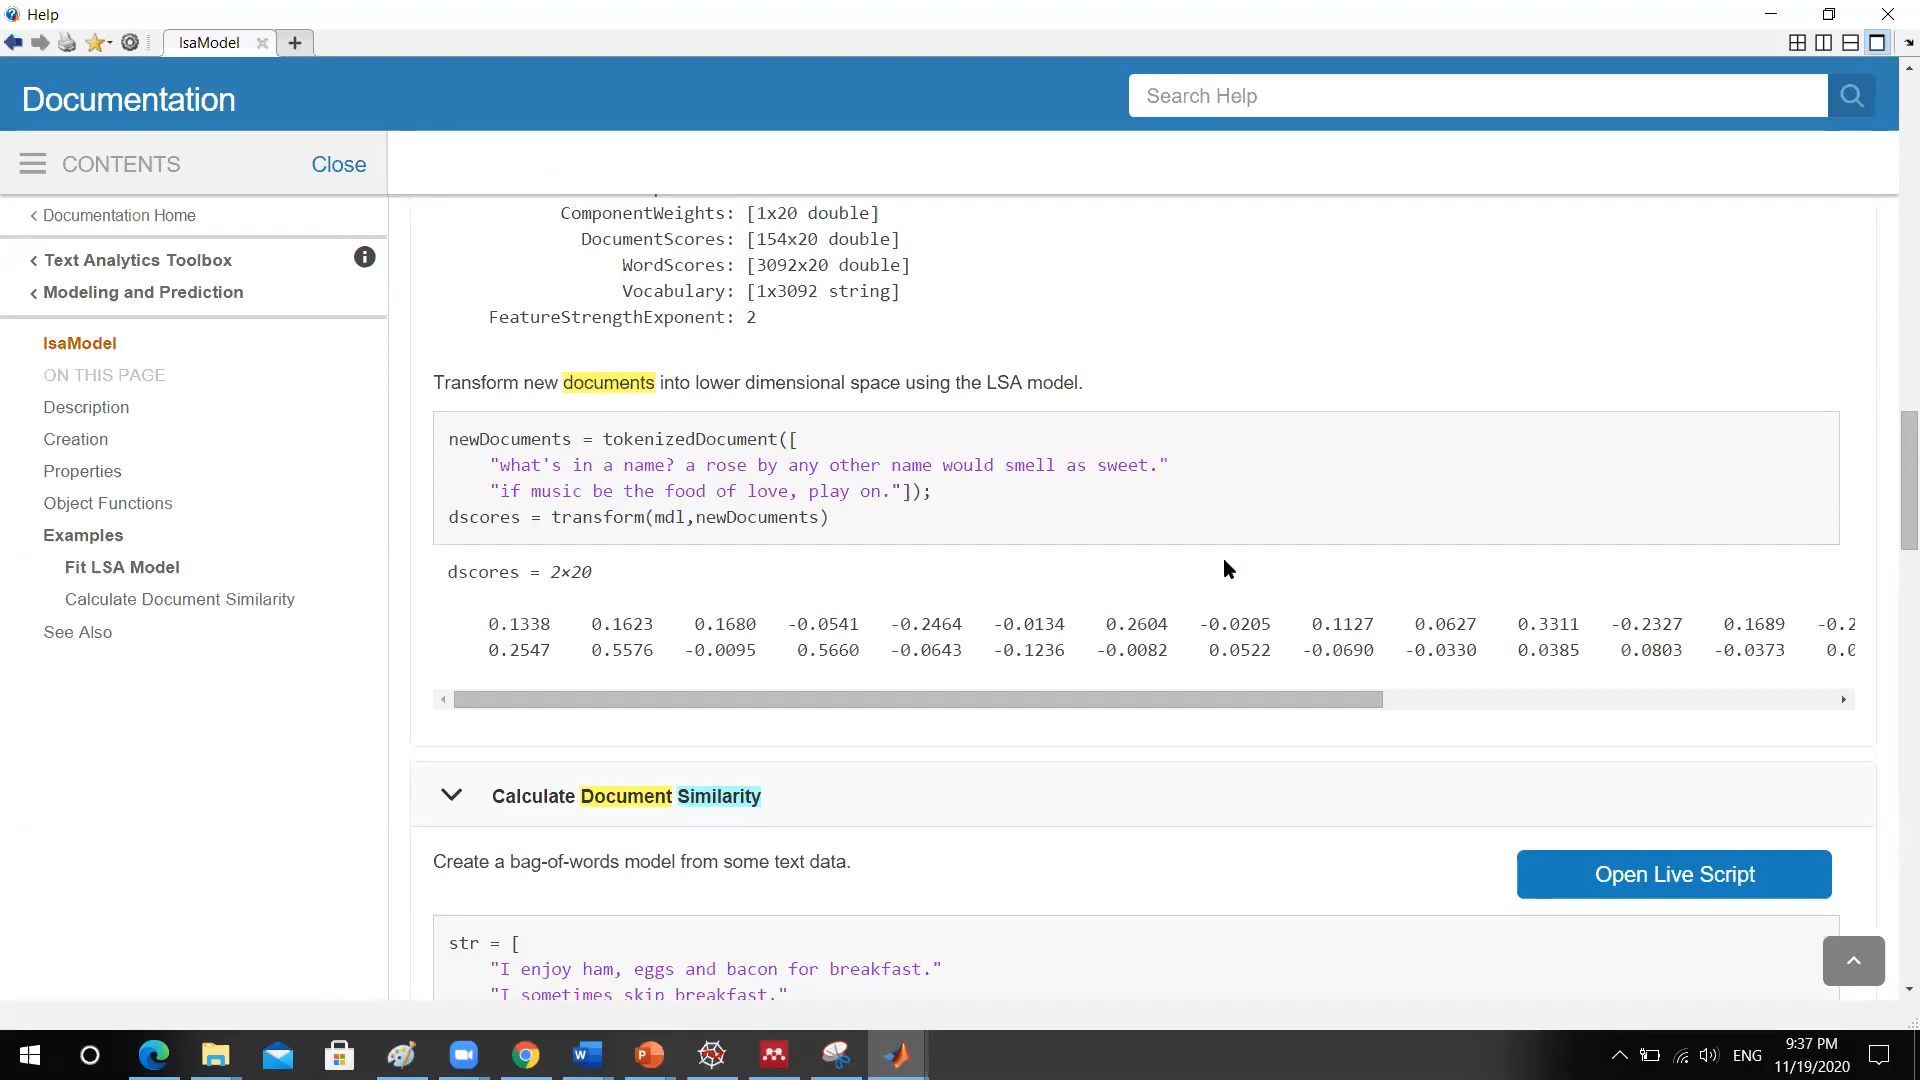 Help
lsaModel
Documentation
Search Help
CONTENTS
Close
‹ Documentation Home
‹ Text Analytics Toolbox
‹ Modeling and Prediction
lsaModel
ON THIS PAGE
Description
Creation
Properties
Object Functions
Examples
Fit LSA Model
Calculate Document Similarity
See Also
ComponentWeights: [1x20 double]
DocumentScores: [154x20 double]
WordScores: [3092x20 double]
Vocabulary: [1x3092 string]
FeatureStrengthExponent: 2
Transform new documents into lower dimensional space using the LSA model.
newDocuments = tokenizedDocument([
"what's in a name? a rose by any other name would smell as sweet."
"if music be the food of love, play on."]);
dscores = transform(mdl,newDocuments)
dscores = 2×20
0.1338 0.1623 0.1680 -0.0541 -0.2464 -0.0134 0.2604 -0.0205 0.1127 0.0627 0.3311 -0.2327 0.1689 -0.2
0.2547 0.5576 -0.0095 0.5660 -0.0643 -0.1236 -0.0082 0.0522 -0.0690 -0.0330 0.0385 0.0803 -0.0373
Calculate Document Similarity
Create a bag-of-words model from some text data.
Open Live Script
str = [
"I enjoy ham, eggs and bacon for breakfast."
"I sometimes skip breakfast."
ENG
9:37 PM
11/19/2020